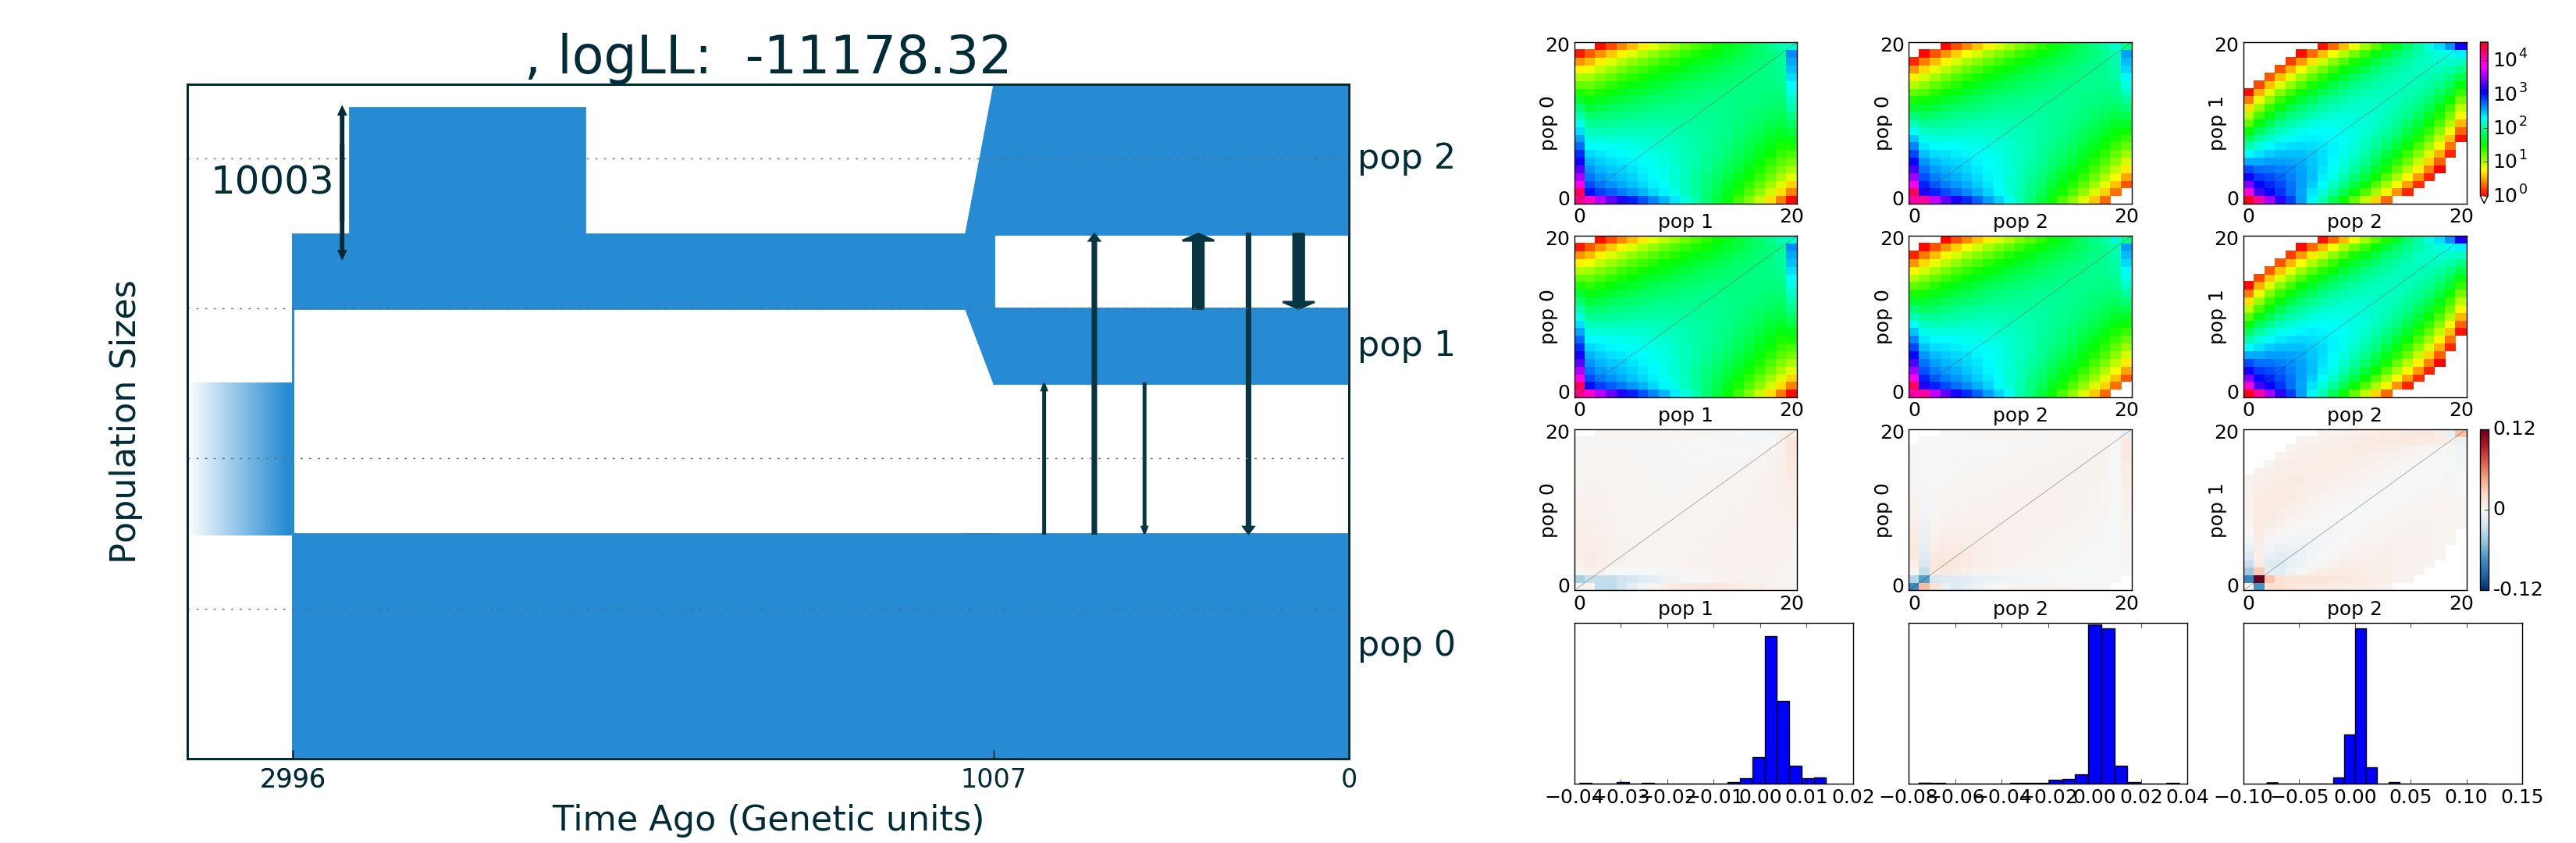 , logLL:  -11178.32
Population Sizes
10003
pop 2
pop 1
pop 0
2996
1007
0
Time Ago (Genetic units)
20
pop 0
0
0
pop 1
20
20
pop 0
0
0
pop 2
20
20
pop 1
0
0
pop 2
20
10^4
10^3
10^2
10^1
10^0
20
pop 0
0
0
pop 1
20
20
pop 0
0
0
pop 2
20
20
pop 1
0
0
pop 2
20
20
pop 0
0
0
pop 1
20
20
pop 0
0
0
pop 2
20
20
pop 1
0
0
pop 2
20
0.12
0
-0.12
−0.04 −0.03 −0.02 −0.01 0.00 0.01 0.02
−0.08 −0.06 −0.04 −0.02 0.00 0.02 0.04
−0.10 −0.05 0.00 0.05 0.10 0.15